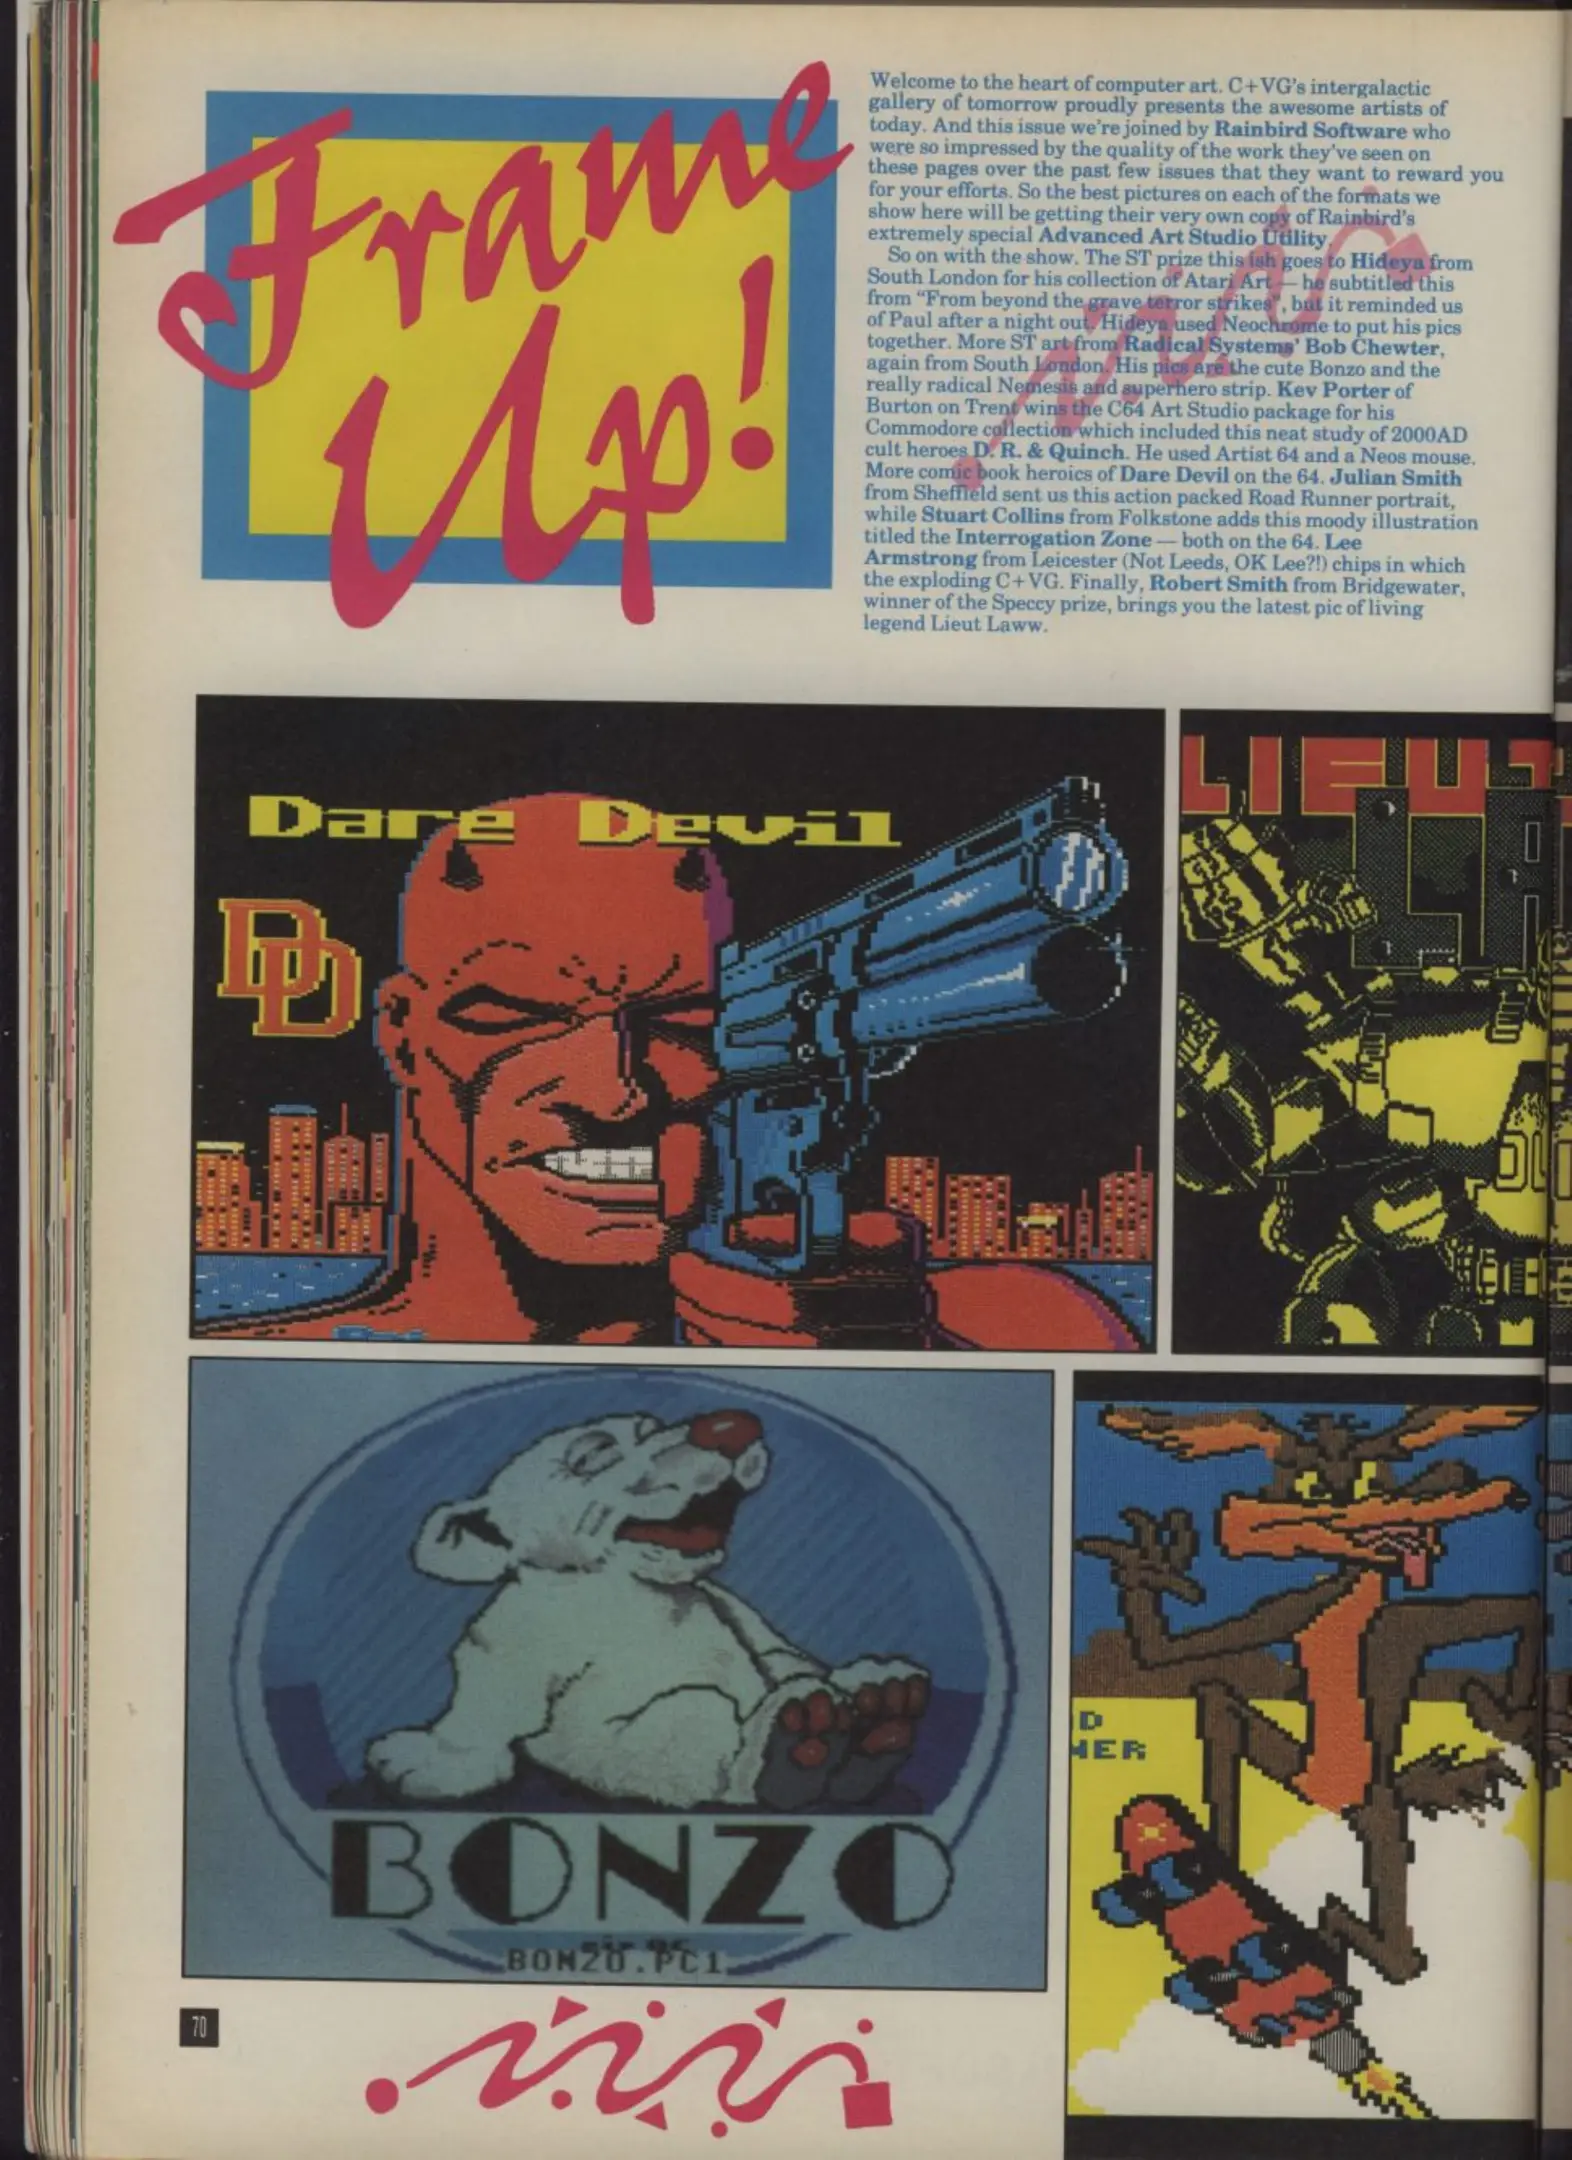 Frame
Up!
Welcome to the heart of computer art. C+VG's intergalactic
gallery of tomorrow proudly presents the awesome artists of
today. And this issue we're joined by Rainbird Software who
were so impressed by the quality of the work they've seen on
these pages over the past few issues that they want to reward you
for your efforts. So the best pictures on each of the formats we
show here will be getting their very own copy of Rainbird's
extremely special Advanced Art Studio Utility.
So on with the show. The ST prize this ish goes to Hideya from
South London for his collection of Atari Art — he subtitled this
from "From beyond the grave terror strikes", but it reminded us
of Paul after a night out. Hideya used Neochrome to put his pics
together. More ST art from Radical Systems' Bob Chewter,
again from South London. His pics are the cute Bonzo and the
really radical Nemesis and superhero strip. Kev Porter of
Burton on Trent wins the C64 Art Studio package for his
Commodore collection which included this neat study of 2000AD
cult heroes D. R. & Quinch. He used Artist 64 and a Neos mouse.
More comic book heroics of Dare Devil on the 64. Julian Smith
from Sheffield sent us this action packed Road Runner portrait,
while Stuart Collins from Folkstone adds this moody illustration
titled the Interrogation Zone — both on the 64. Lee
Armstrong from Leicester (Not Leeds, OK Lee?!) chips in which
the exploding C+VG. Finally, Robert Smith from Bridgewater,
winner of the Speccy prize, brings you the latest pic of living
legend Lieut Laww.
Dare Devil
DD
LIEUT
LA
BONZO
BONZO.PC1
D
NER
70